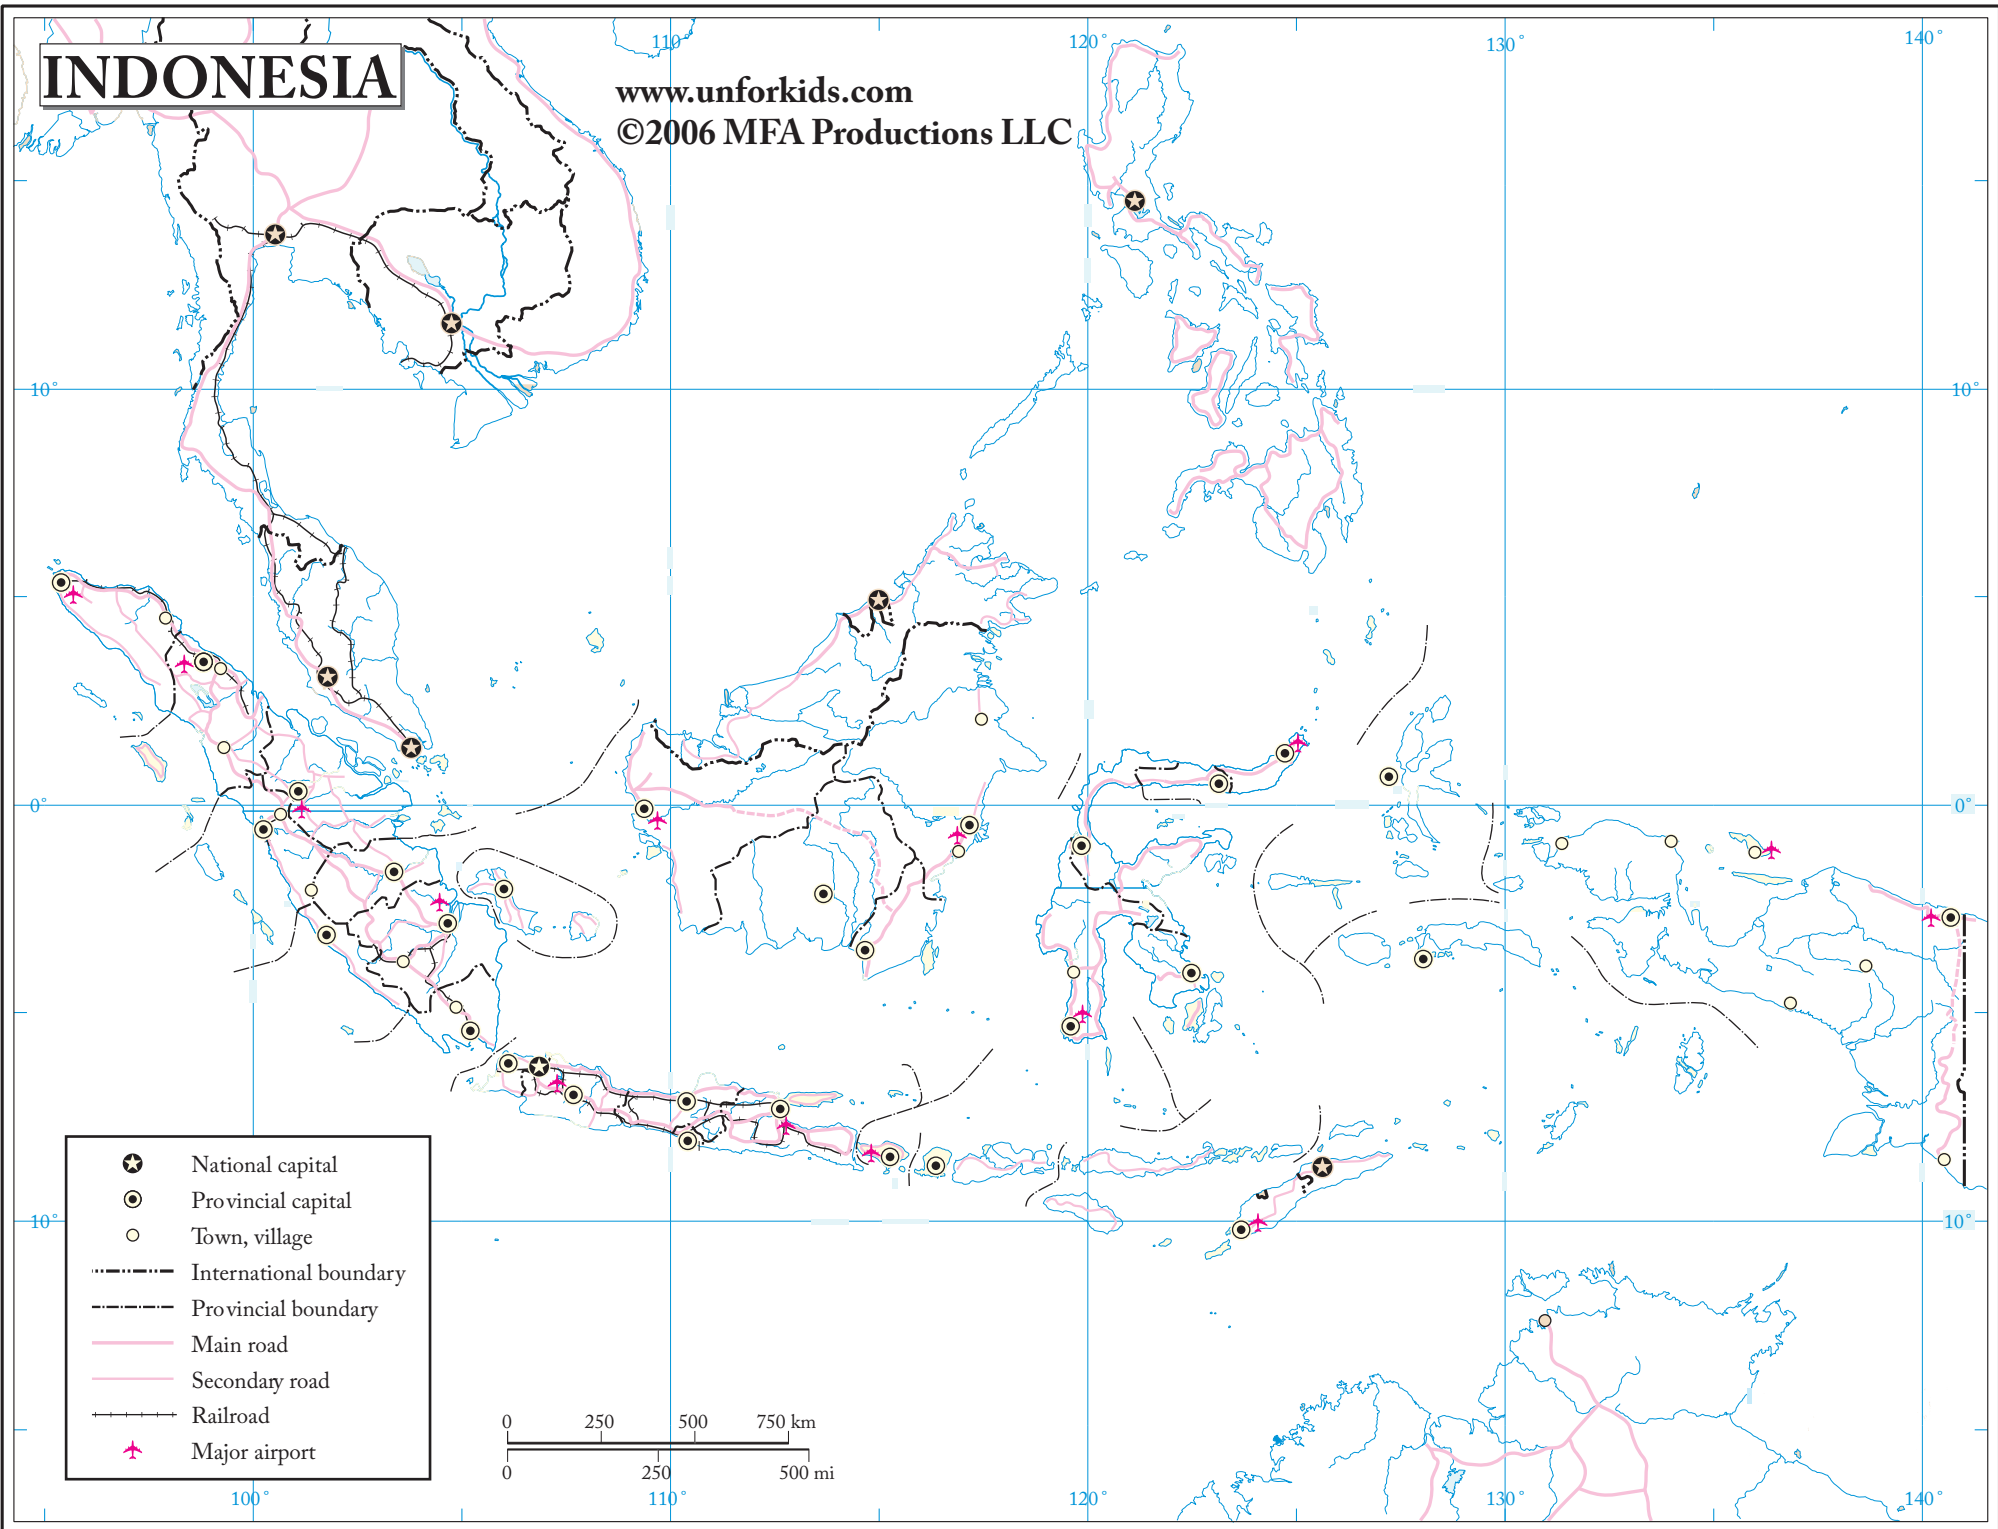 110°
120°
130°
140°
INDONESIA
www.unforkids.com
©2006 MFA Productions LLC
10°
10°
0°
0°
10°
10°
National capital
Provincial capital
Town, village
International boundary
Provincial boundary
Main road
Secondary road
Railroad
Major airport
0 250 500 750 km
0 250 500 mi
100°
110°
120°
130°
140°